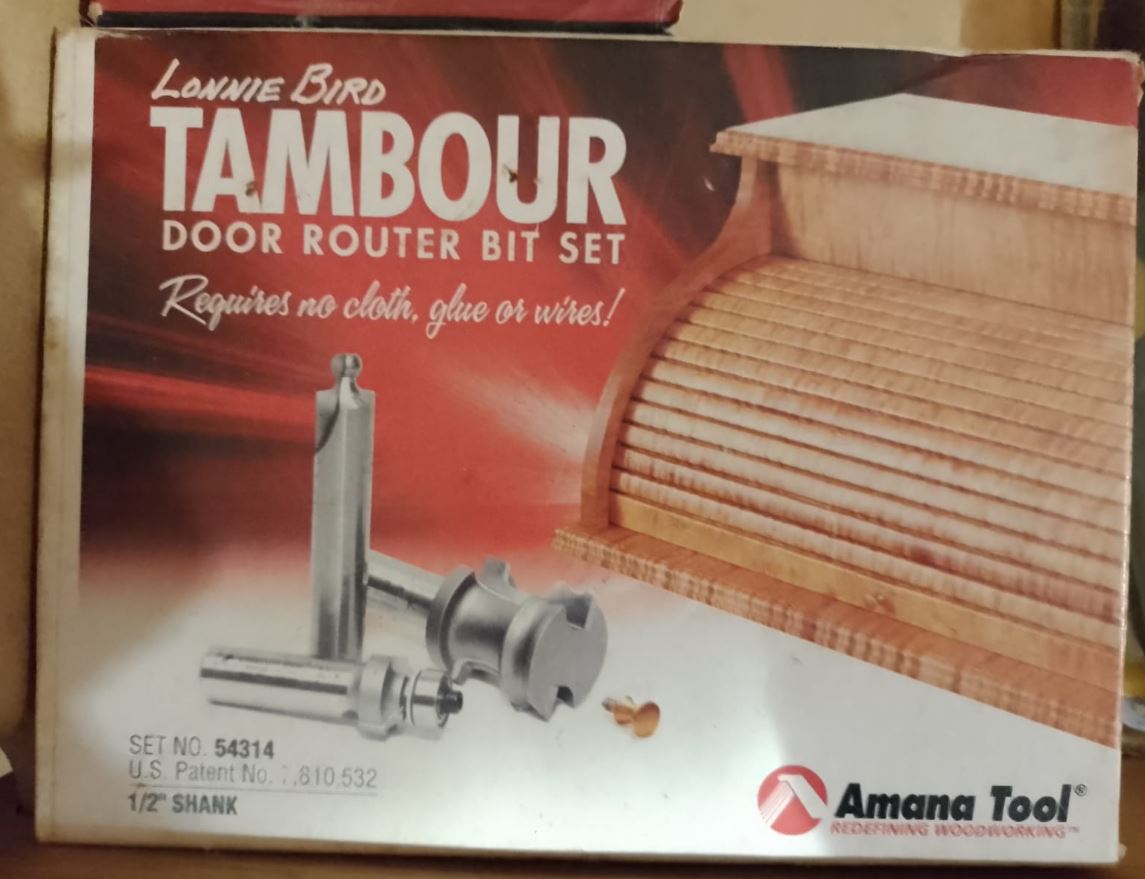 LONNIE BIRD
TAMBOUR
DOOR ROUTER BIT SET
Requires no cloth, glue or wires!
SET NO. 54314
U.S. Patent No.
1/2" SHANK
Amana Tool®
REDEFINING WOODWORKING™